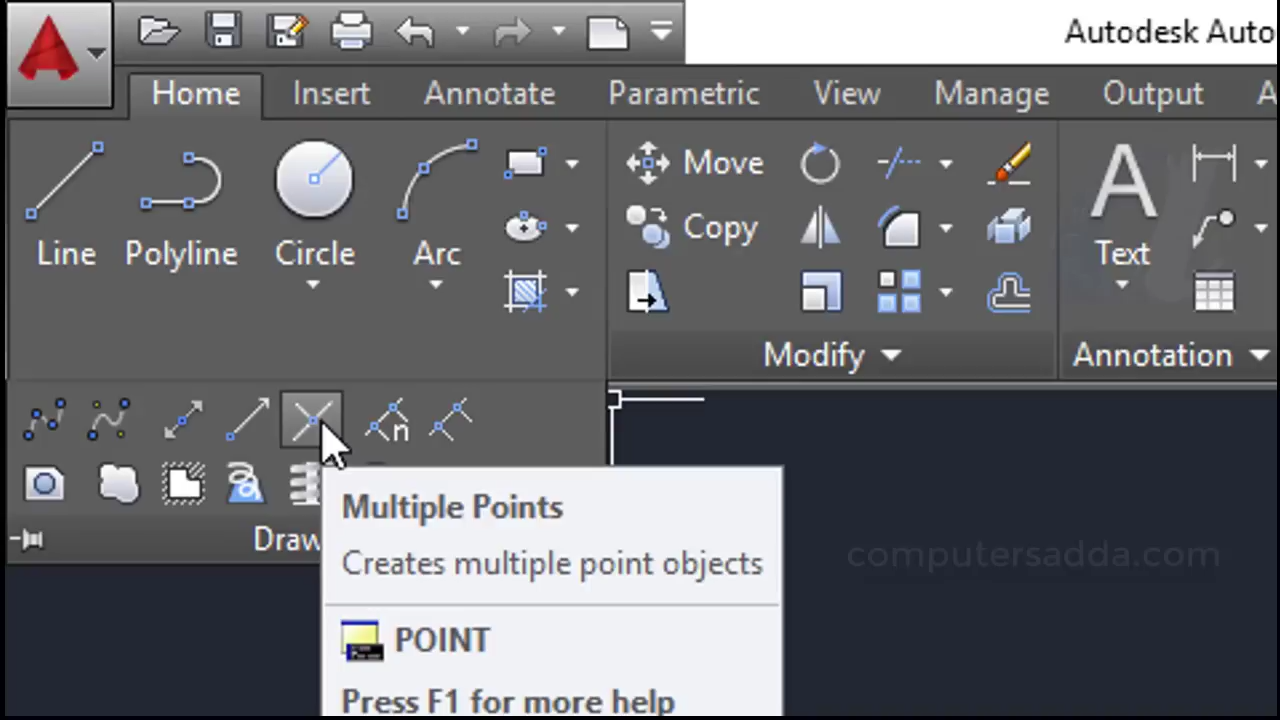 Autodesk Auto
Home Insert Annotate Parametric View Manage Output A
Line Polyline Circle Arc
Move
Copy
A
Text
Modify Annotation
n
Draw
Multiple Points
Creates multiple point objects
POINT
Press F1 for more help
computersadda.com